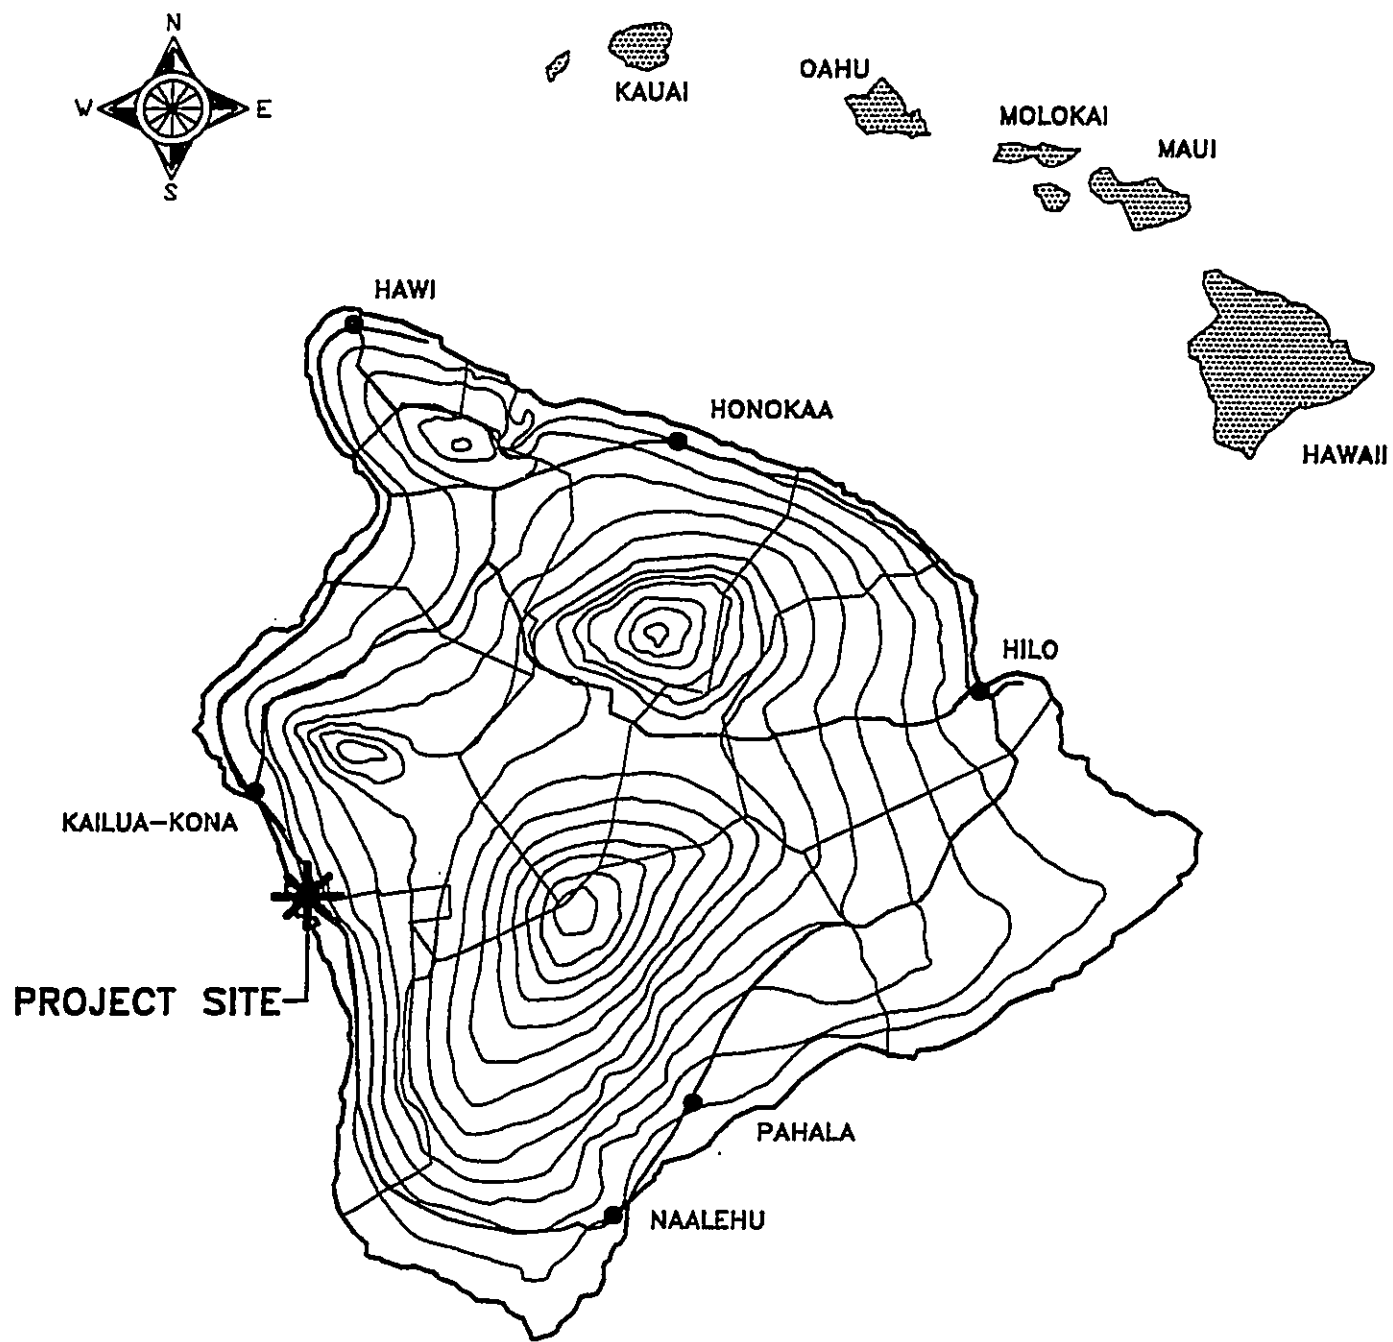 N
W E
S
KAUAI
OAHU
MOLOKAI
MAUI
HAWAII
HAWI
HONOKAA
HILO
KAILUA-KONA
PROJECT SITE
PAHALA
NAALEHU